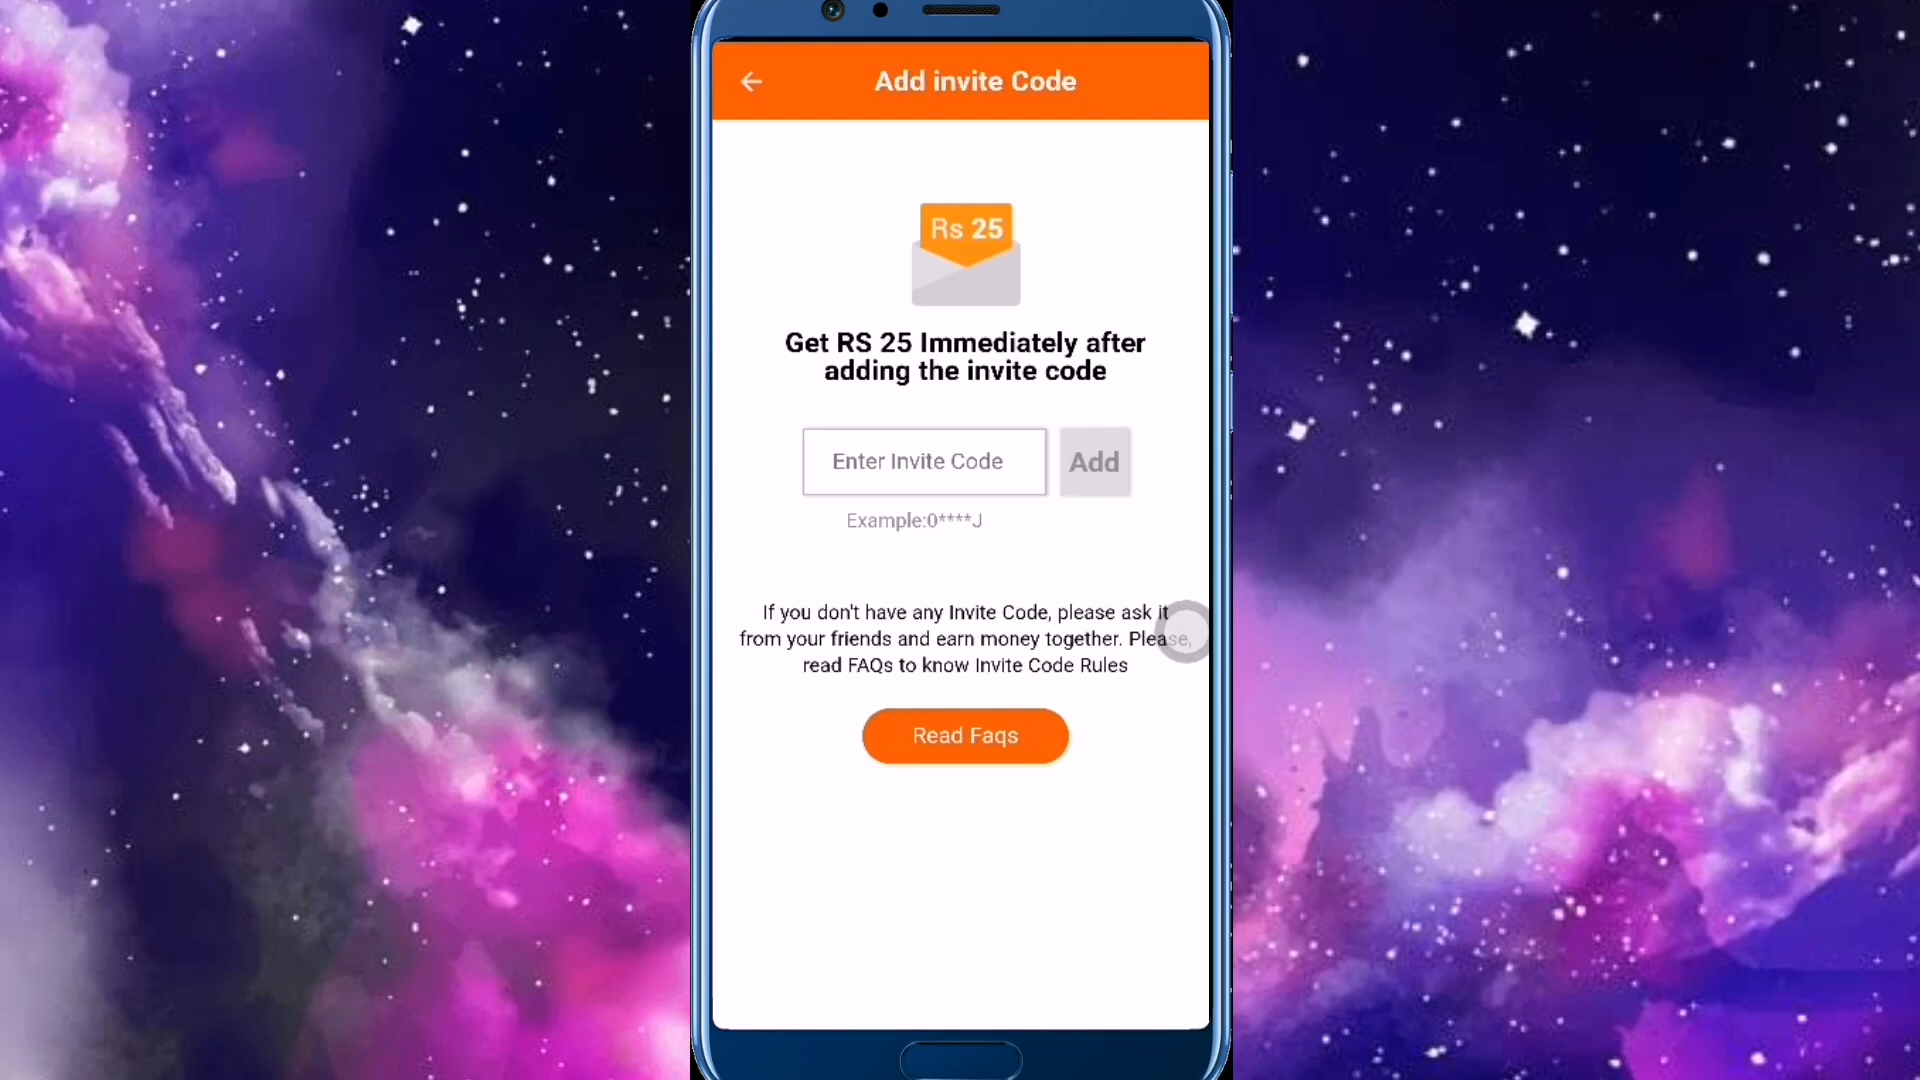 Add invite Code
Rs 25
Get RS 25 Immediately after
adding the invite code
Enter Invite Code
Add
Example:0****J
If you don't have any Invite Code, please ask it
from your friends and earn money together. Please,
read FAQs to know Invite Code Rules
Read Faqs